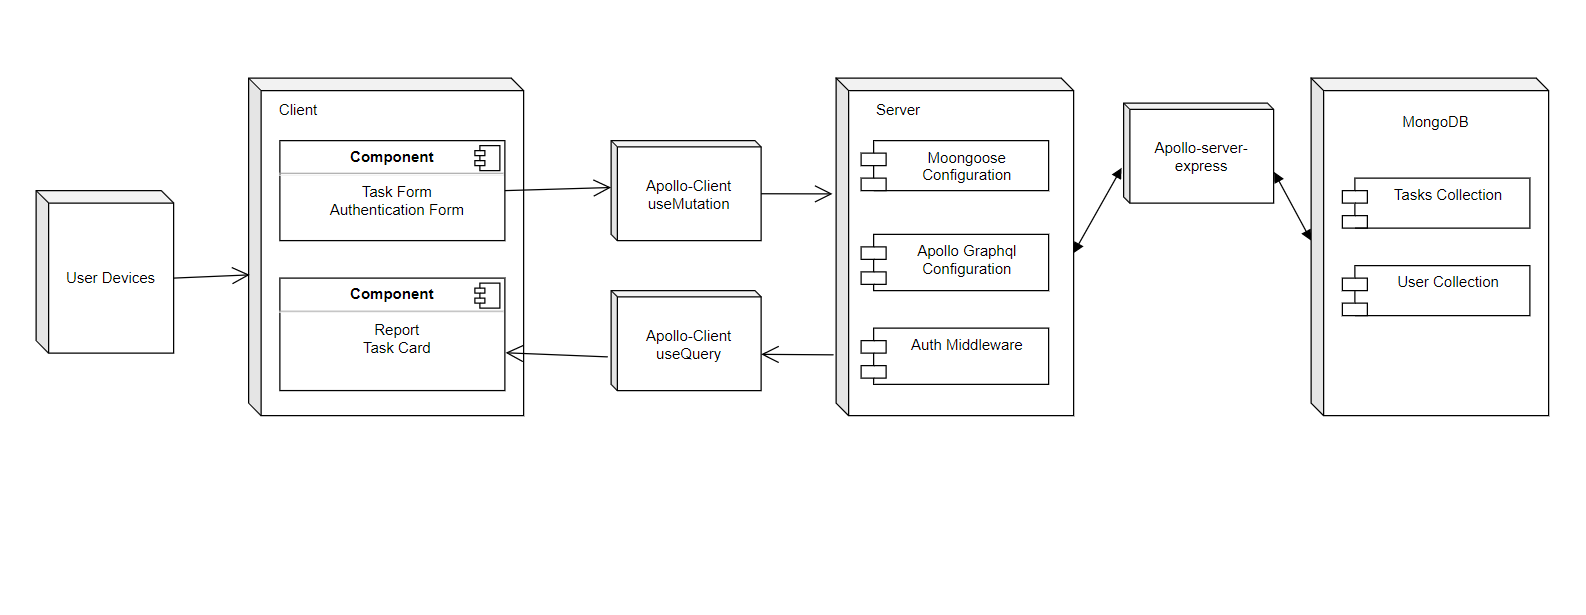 User Devices
Client
Component
Task Form
Authentication Form
Component
Report
Task Card
Apollo-Client
useMutation
Apollo-Client
useQuery
Server
Moongoose
Configuration
Apollo Graphql
Configuration
Auth Middleware
Apollo-server-
express
MongoDB
Tasks Collection
User Collection